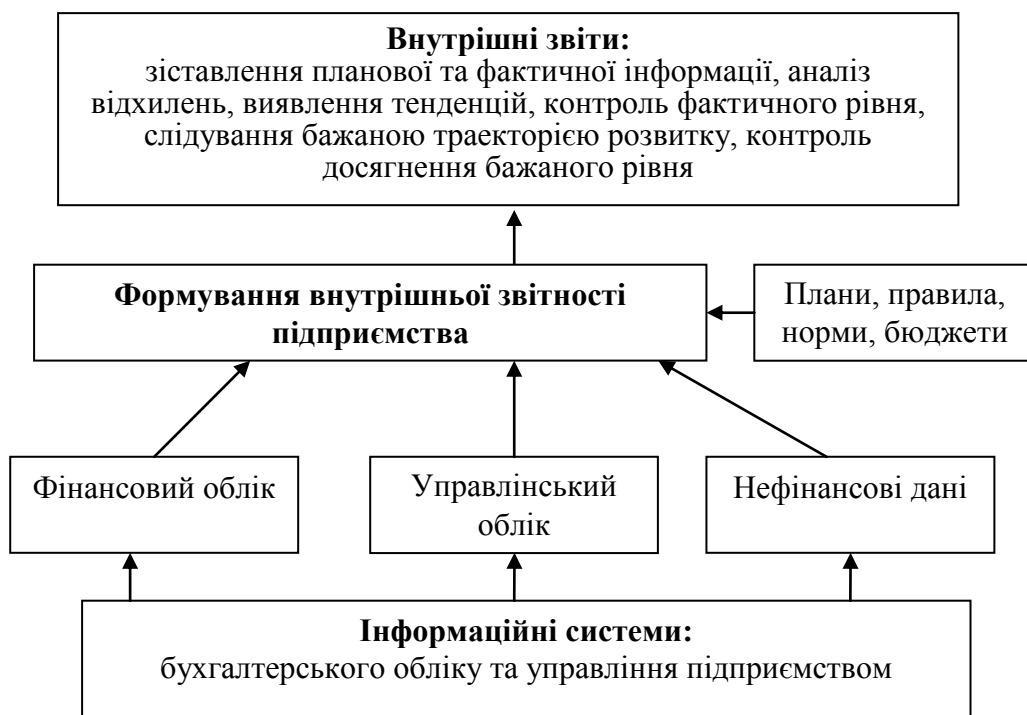 Внутрішні звіти:
зіставлення планової та фактичної інформації, аналіз
відхилень, виявлення тенденцій, контроль фактичного рівня,
слідування бажаною траекторією розвитку, контроль
досягнення бажаного рівня
Формування внутрішньої звітності
підприємства
Плани, правила,
норми, бюджети
Фінансовий облік
Управлінський
облік
Нефінансові дані
Інформаційні системи:
бухгалтерського обліку та управління підприємством